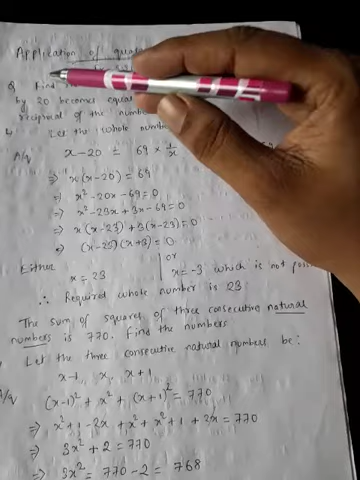 Application of quad
Q Find
by 20 becomes equal
reciprocal of the numbe
Let the whole numbe
A/q x-20 = 69 × 1/x
⇒ x(x-20) = 69
⇒ x²-20x-69=0
⇒ x²-23x+3x-69=0
⇒ x(x-23)+3(x-23)=0
⇒ (x-23)(x+3)=0
Either | or
x=23 | x=-3 which is not poss
∴ Required whole number is 23
The sum of squares of three consecutive natural
numbers is 770. Find the numbers
Let the three consecutive natural numbers be:
x-1, x, x+1
A/q (x-1)² + x² + (x+1)² = 770
⇒ x²+1-2x + x² + x²+1+2x = 770
⇒ 3x²+2=770
⇒ 3x² = 770-2 = 768